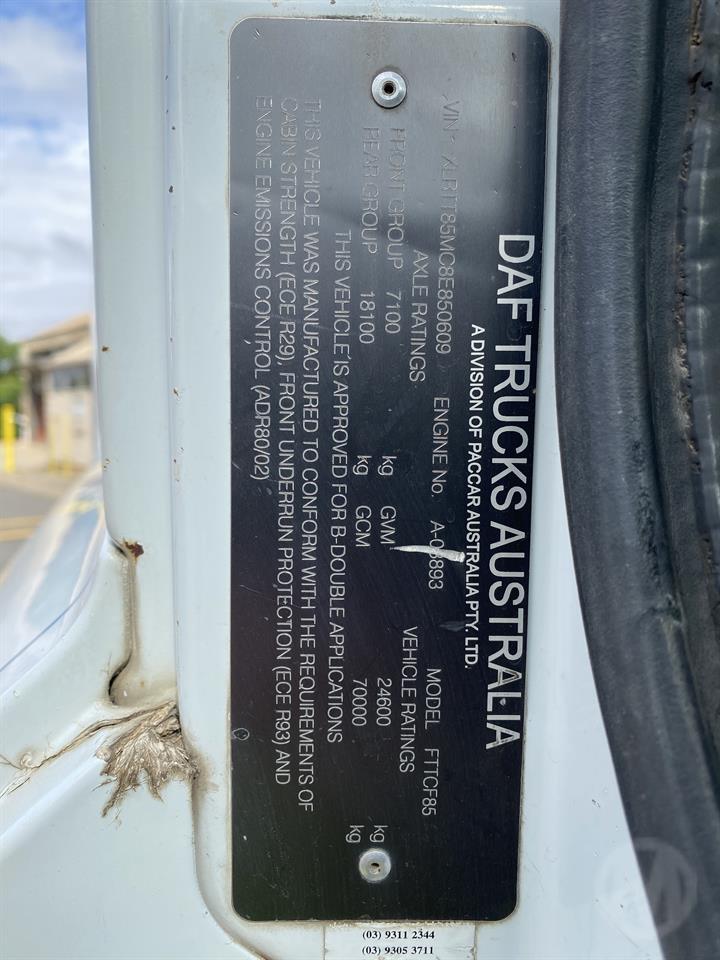 DAF TRUCKS AUSTRALIA
A DIVISION OF PACCAR AUSTRALIA PTY. LTD.
VIN XLRTT85MC8E850609 ENGINE No. MODEL FTTCF85
AXLE RATINGS VEHICLE RATINGS
FRONT GROUP 7100 kg GVM 24600 kg
REAR GROUP 18100 kg GCM 70000 kg
THIS VEHICLE IS APPROVED FOR B-DOUBLE APPLICATIONS
THIS VEHICLE WAS MANUFACTURED TO CONFORM WITH THE REQUIREMENTS OF
CABIN STRENGTH (ECE R29), FRONT UNDERRUN PROTECTION (ECE R93) AND
ENGINE EMISSIONS CONTROL (ADR80/02)
(03) 9311 2344
(03) 9305 3711